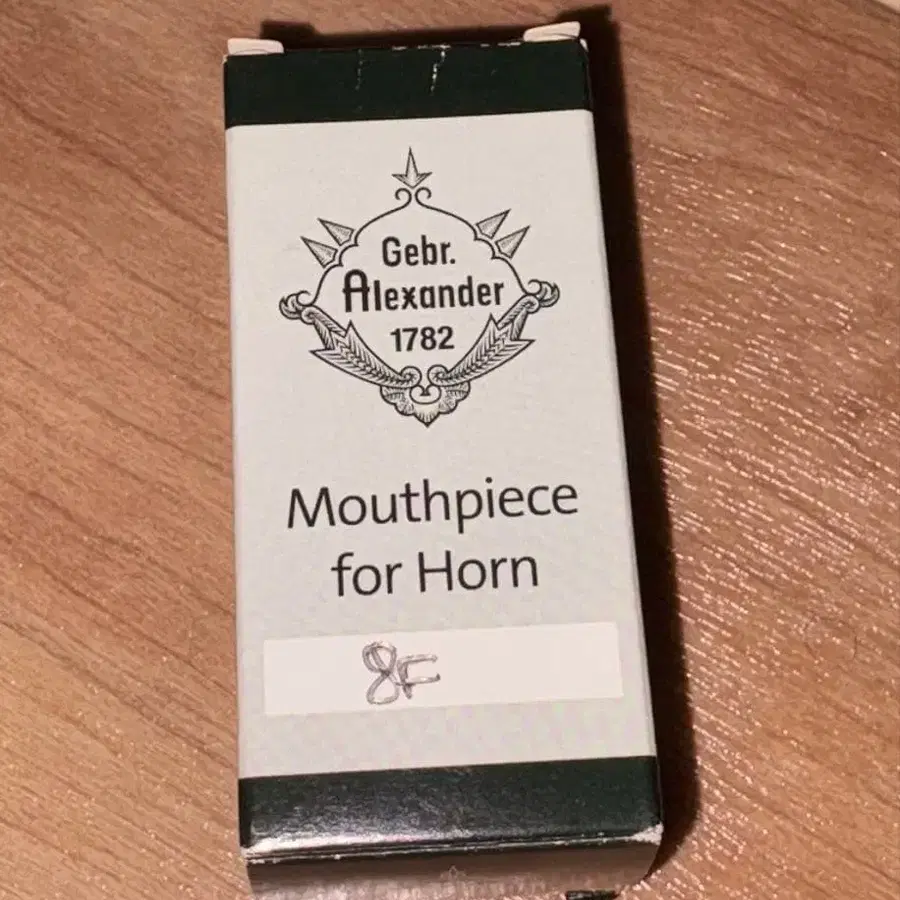 Gebr.
Alexander
1782
Mouthpiece
for Horn
8F